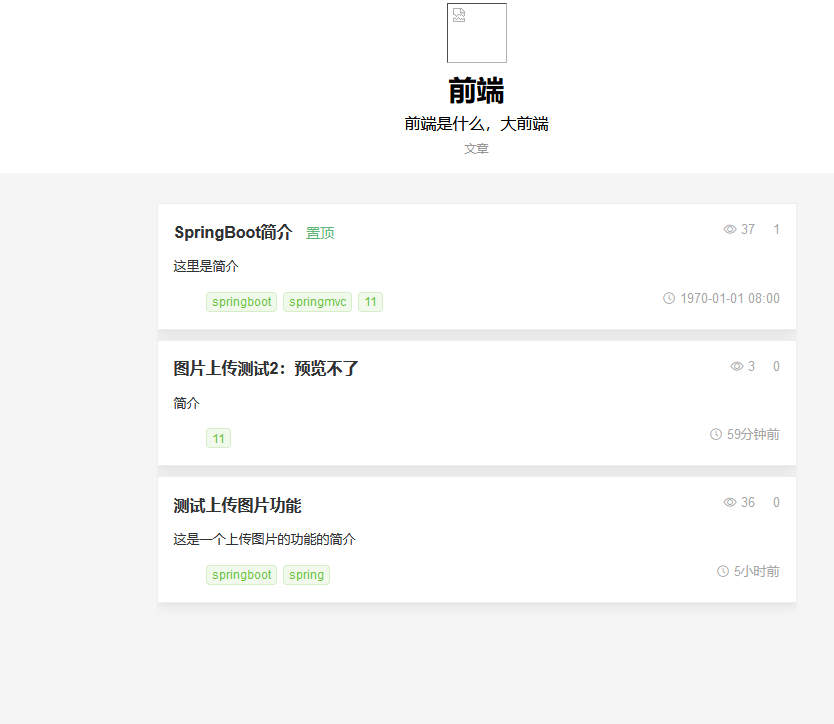 前端
前端是什么，大前端
文章
SpringBoot简介 置顶 37 1
这里是简介
springboot springmvc 11 1970-01-01 08:00
图片上传测试2：预览不了 3 0
简介
11 59分钟前
测试上传图片功能 36 0
这是一个上传图片的功能的简介
springboot spring 5小时前